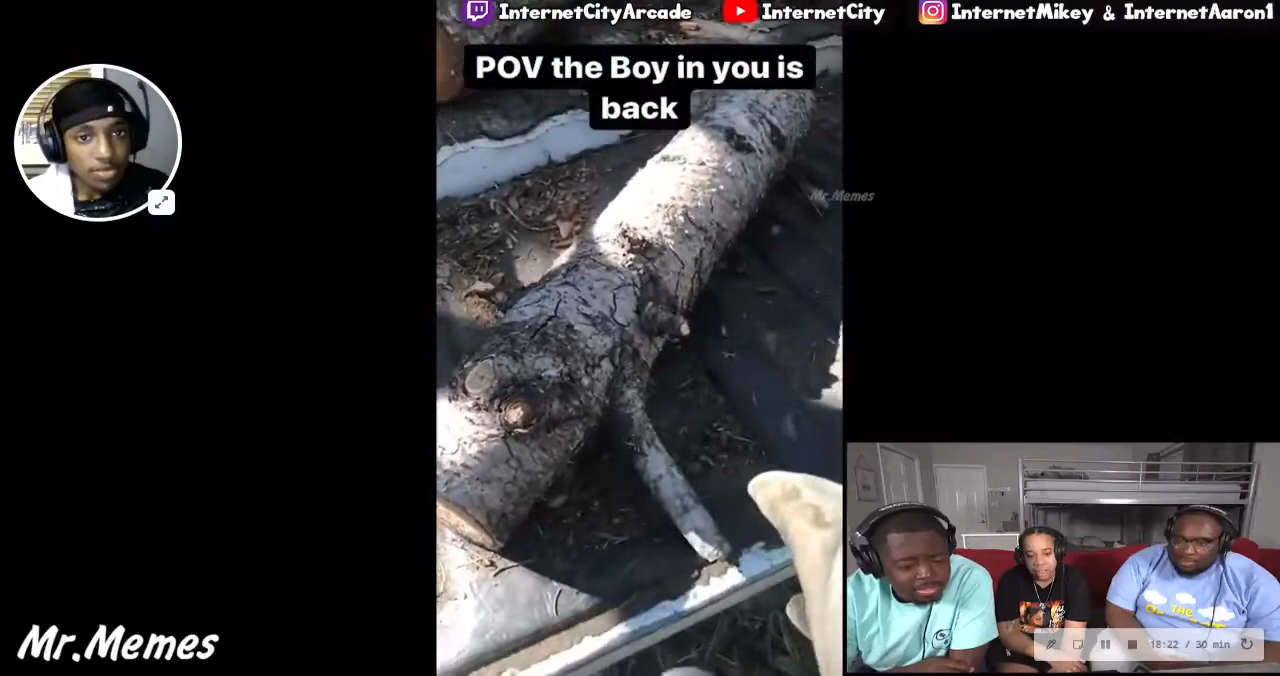 InternetCityArcade InternetCity InternetMikey & InternetAaron1
POV the Boy in you is
back
Mr.Memes
Mr.Memes
18:22 / 30 min